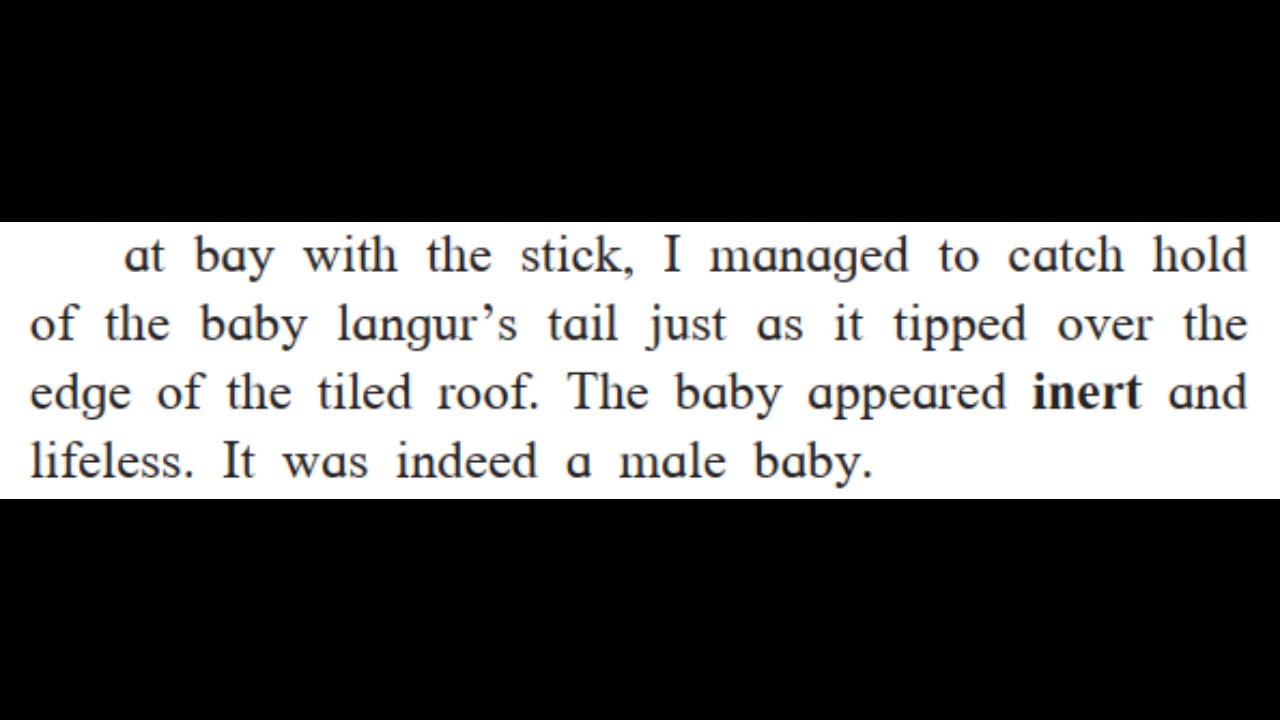 at bay with the stick, I managed to catch hold
of the baby langur’s tail just as it tipped over the
edge of the tiled roof. The baby appeared inert and
lifeless. It was indeed a male baby.